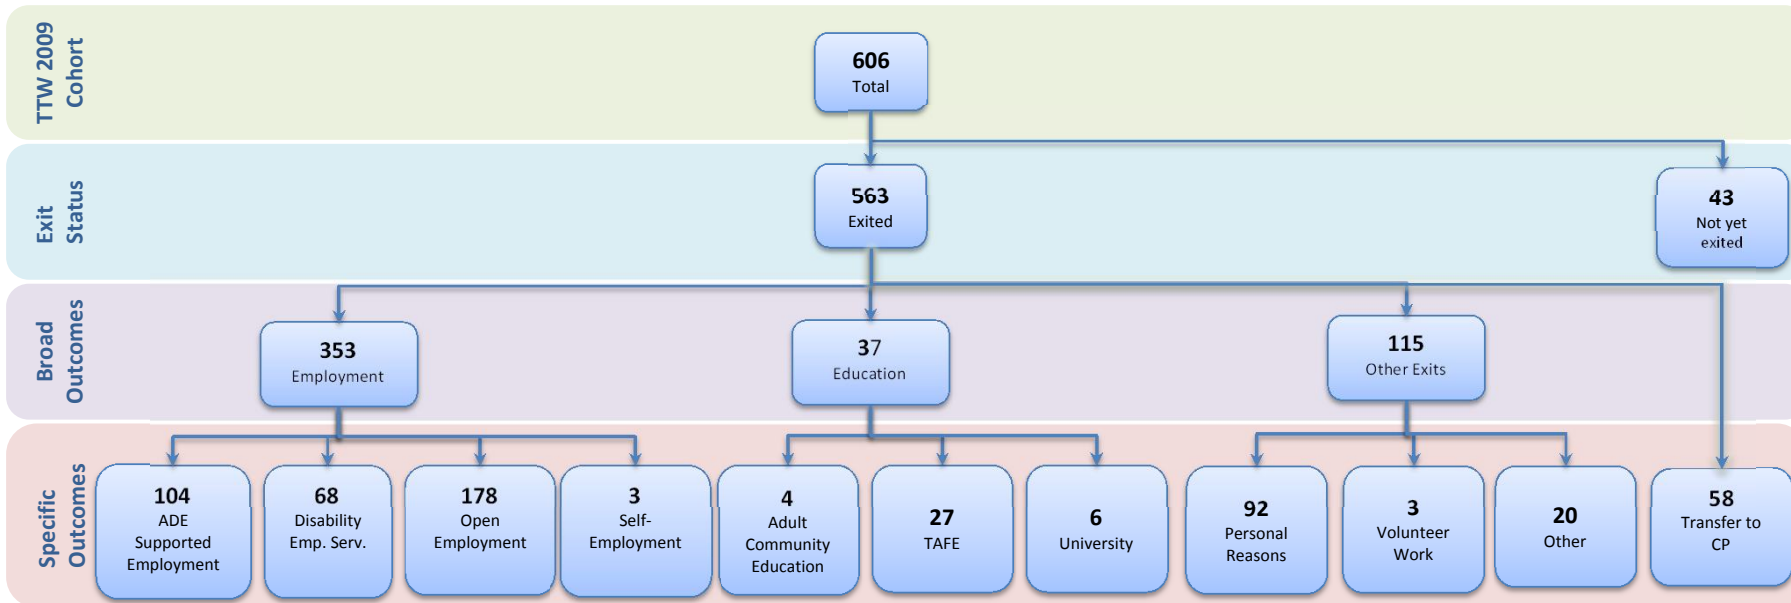 TTW 2009
Cohort
606
Total
Exit
Status
563
Exited
43
Not yet
exited
Broad
Outcomes
353
Employment
37
Education
115
Other Exits
Specific
Outcomes
104
ADE
Supported
Employment
68
Disability
Emp. Serv.
178
Open
Employment
3
Self-
Employment
4
Adult
Community
Education
27
TAFE
6
University
92
Personal
Reasons
3
Volunteer
Work
20
Other
58
Transfer to
CP